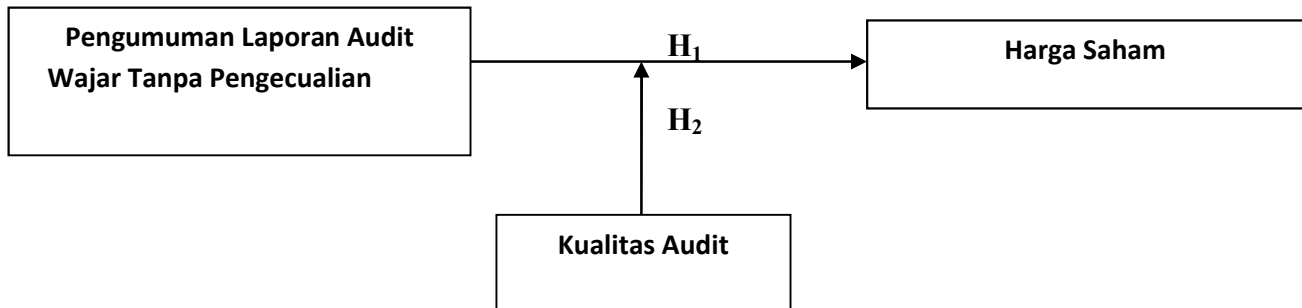 Pengumuman Laporan Audit
Wajar Tanpa Pengecualian
H₁
Harga Saham
H₂
Kualitas Audit